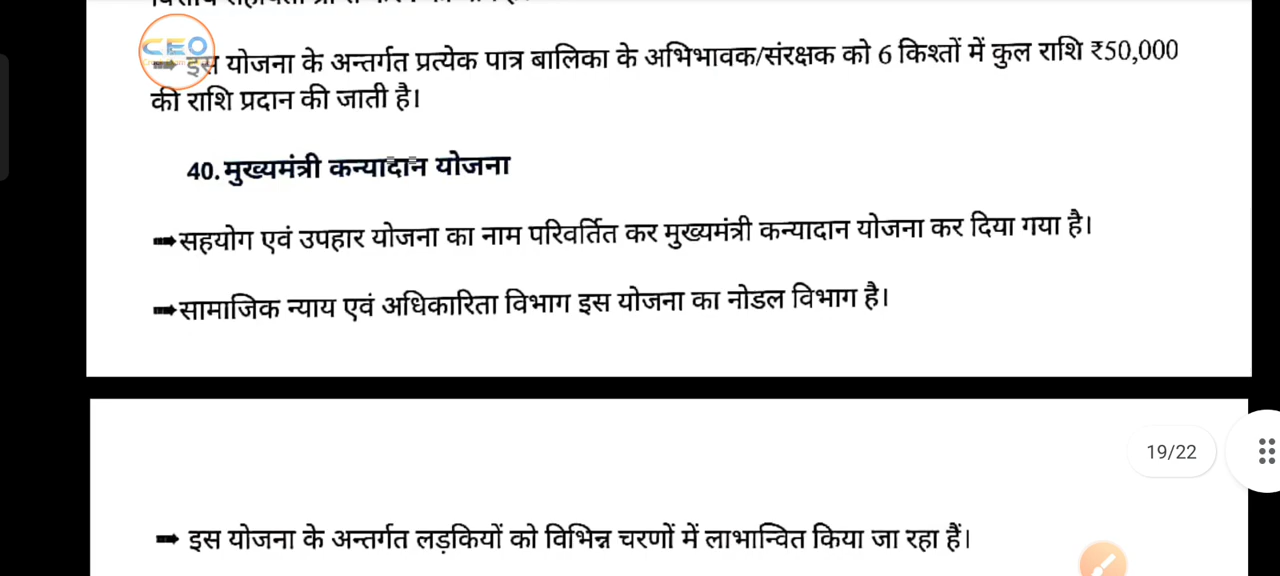 CEO
➡ इस योजना के अन्तर्गत प्रत्येक पात्र बालिका के अभिभावक/संरक्षक को 6 किश्तों में कुल राशि ₹50,000
की राशि प्रदान की जाती है।
40. मुख्यमंत्री कन्यादान योजना
➡सहयोग एवं उपहार योजना का नाम परिवर्तित कर मुख्यमंत्री कन्यादान योजना कर दिया गया है।
➡सामाजिक न्याय एवं अधिकारिता विभाग इस योजना का नोडल विभाग है।
19/22
➡ इस योजना के अन्तर्गत लड़कियों को विभिन्न चरणों में लाभान्वित किया जा रहा हैं।